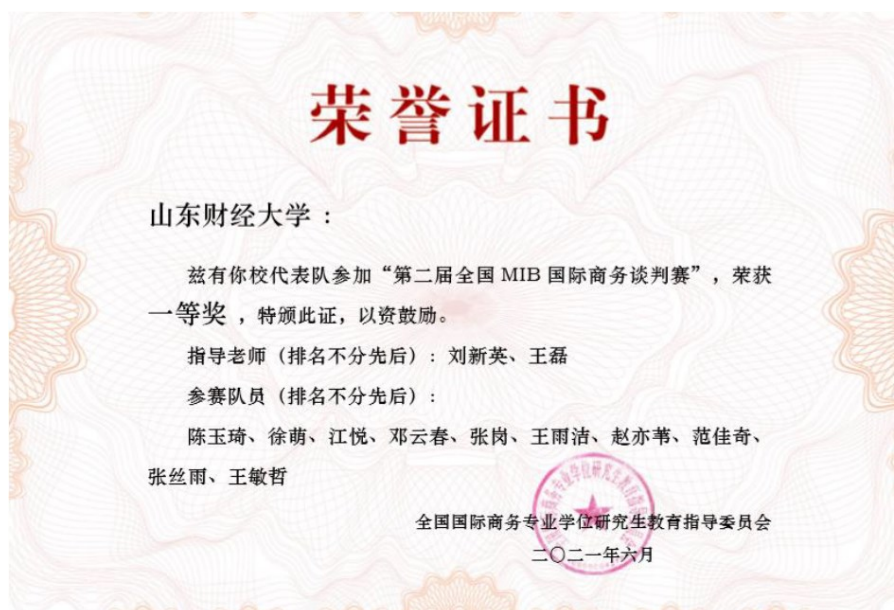 荣誉证书
山东财经大学：
兹有你校代表队参加“第二届全国 MIB 国际商务谈判赛”，荣获
一等奖 ，特颁此证，以资鼓励。
指导老师（排名不分先后）：刘新英、王磊
参赛队员（排名不分先后）：
陈玉琦、徐萌、江悦、邓云春、张岗、王雨洁、赵亦苇、范佳奇、
张丝雨、王敏哲
全国国际商务专业学位研究生教育指导委员会
二〇二一年六月